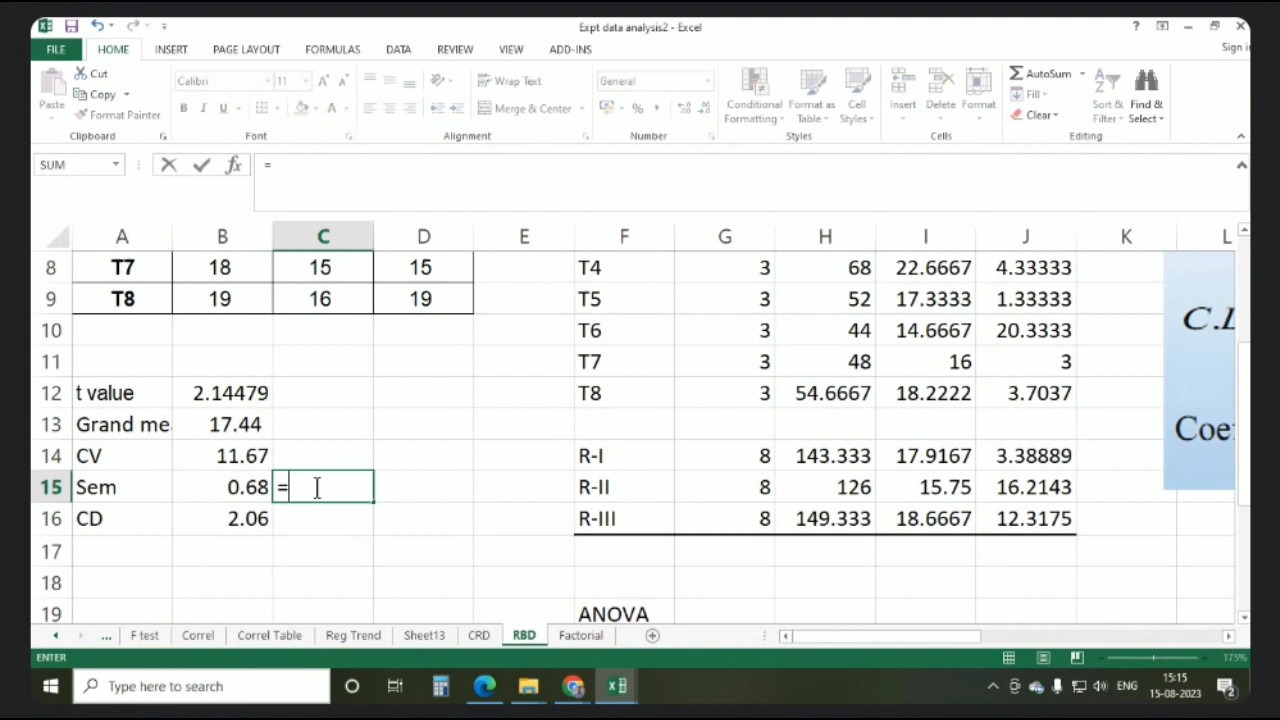 Expt data analysis2 - Excel
?
FILE HOME INSERT PAGE LAYOUT FORMULAS DATA REVIEW VIEW ADD-INS Sign in
Paste
Cut
Copy
Format Painter
Clipboard
Calibri 11
B I U
Font
Wrap Text
Merge & Center
Alignment
General
%
Number
Conditional Formatting
Format as Table
Cell Styles
Styles
Insert Delete Format
Cells
AutoSum
Fill
Clear
Sort & Filter
Find & Select
Editing
SUM fx =
A B C D E F G H I J K L
8 T7 18 15 15 T4 3 68 22.6667 4.33333
9 T8 19 16 19 T5 3 52 17.3333 1.33333
10 T6 3 44 14.6667 20.3333
11 T7 3 48 16 3
12 t value 2.14479 T8 3 54.6667 18.2222 3.7037
13 Grand me 17.44
14 CV 11.67 R-I 8 143.333 17.9167 3.38889
15 Sem 0.68 = R-II 8 126 15.75 16.2143
16 CD 2.06 R-III 8 149.333 18.6667 12.3175
17
18
19 ANOVA
... F test Correl Correl Table Reg Trend Sheet13 CRD RBD Factorial
ENTER 175%
Type here to search ENG 15:15
15-08-2023 2